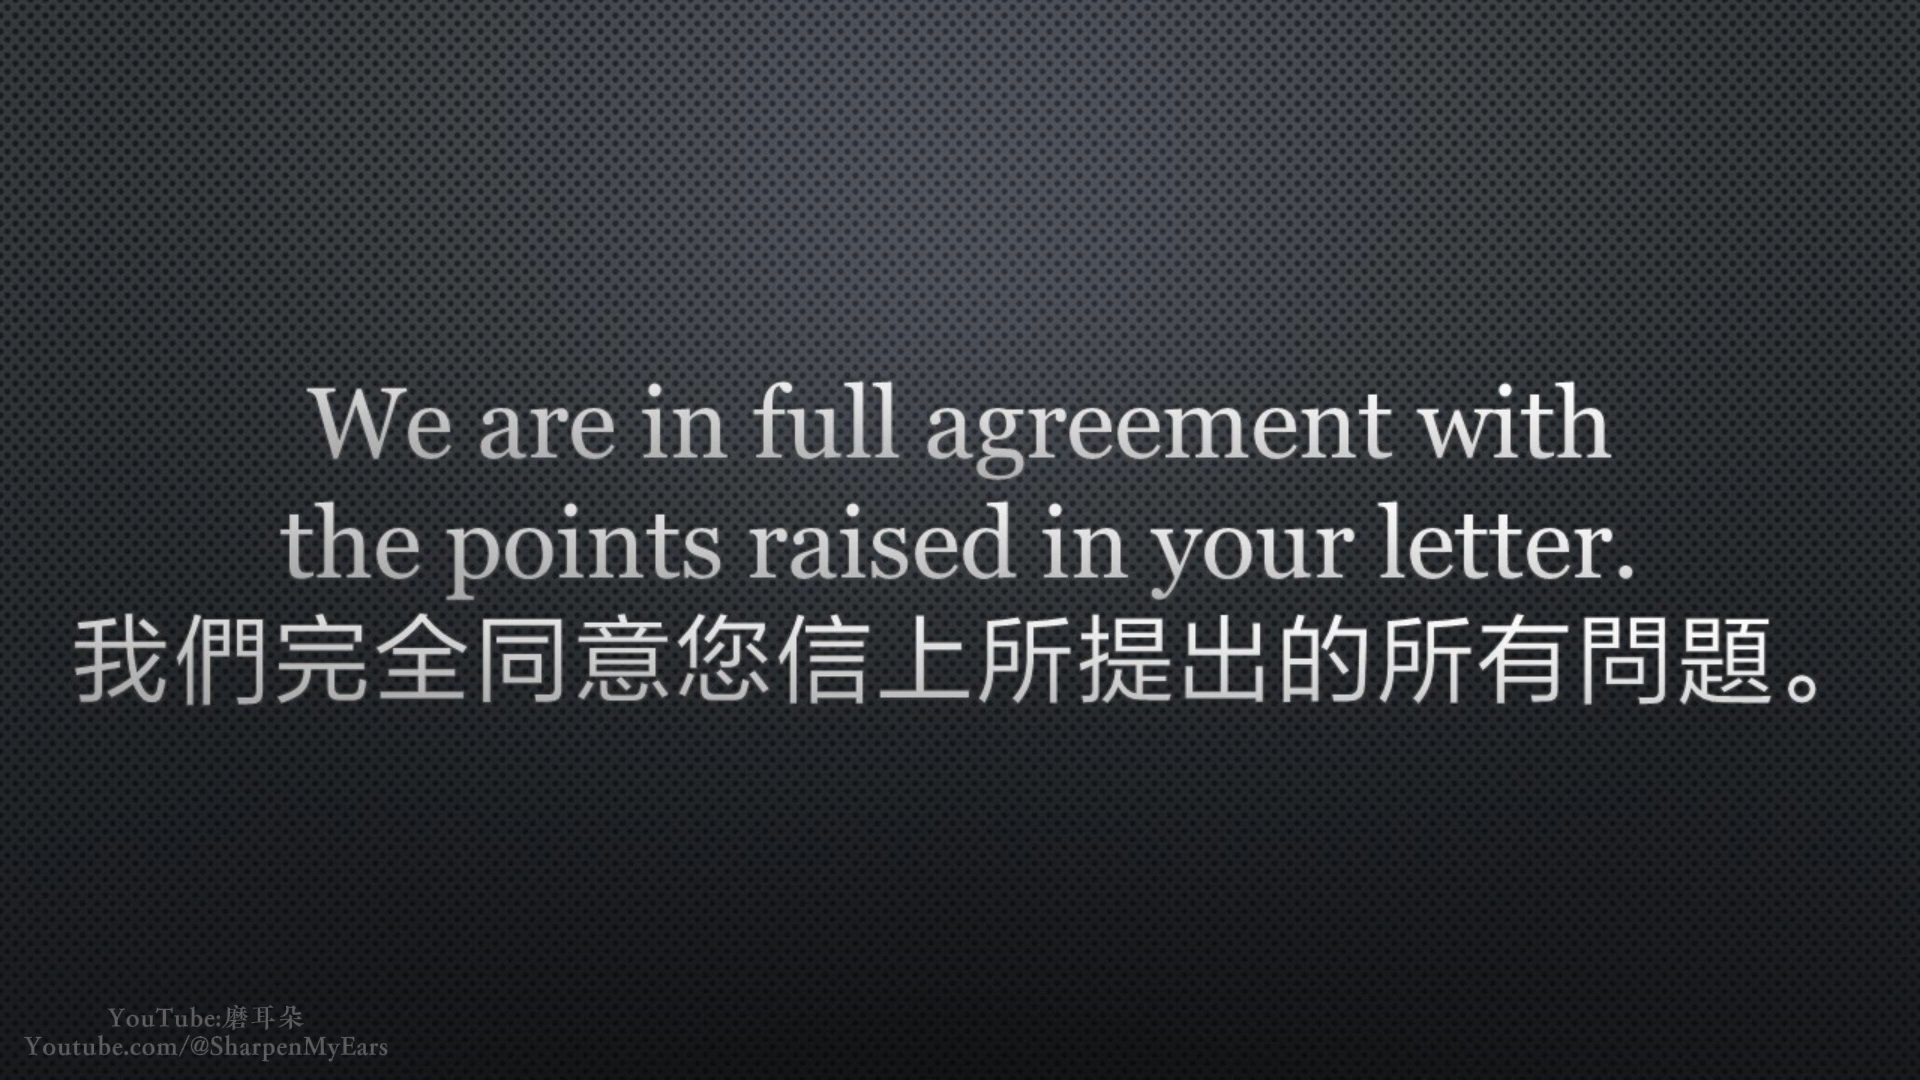 We are in full agreement with
the points raised in your letter.
我們完全同意您信上所提出的所有問題。
YouTube:磨耳朵
Youtube.com/@SharpenMyEars